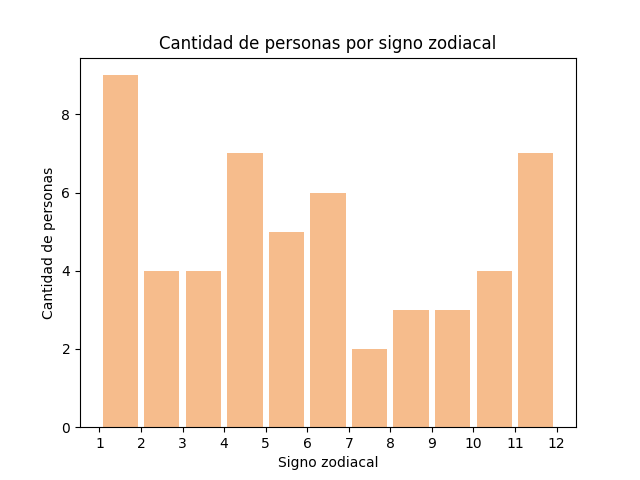 Cantidad de personas por signo zodiacal
Cantidad de personas
8
6
4
2
0
1 2 3 4 5 6 7 8 9 10 11 12
Signo zodiacal